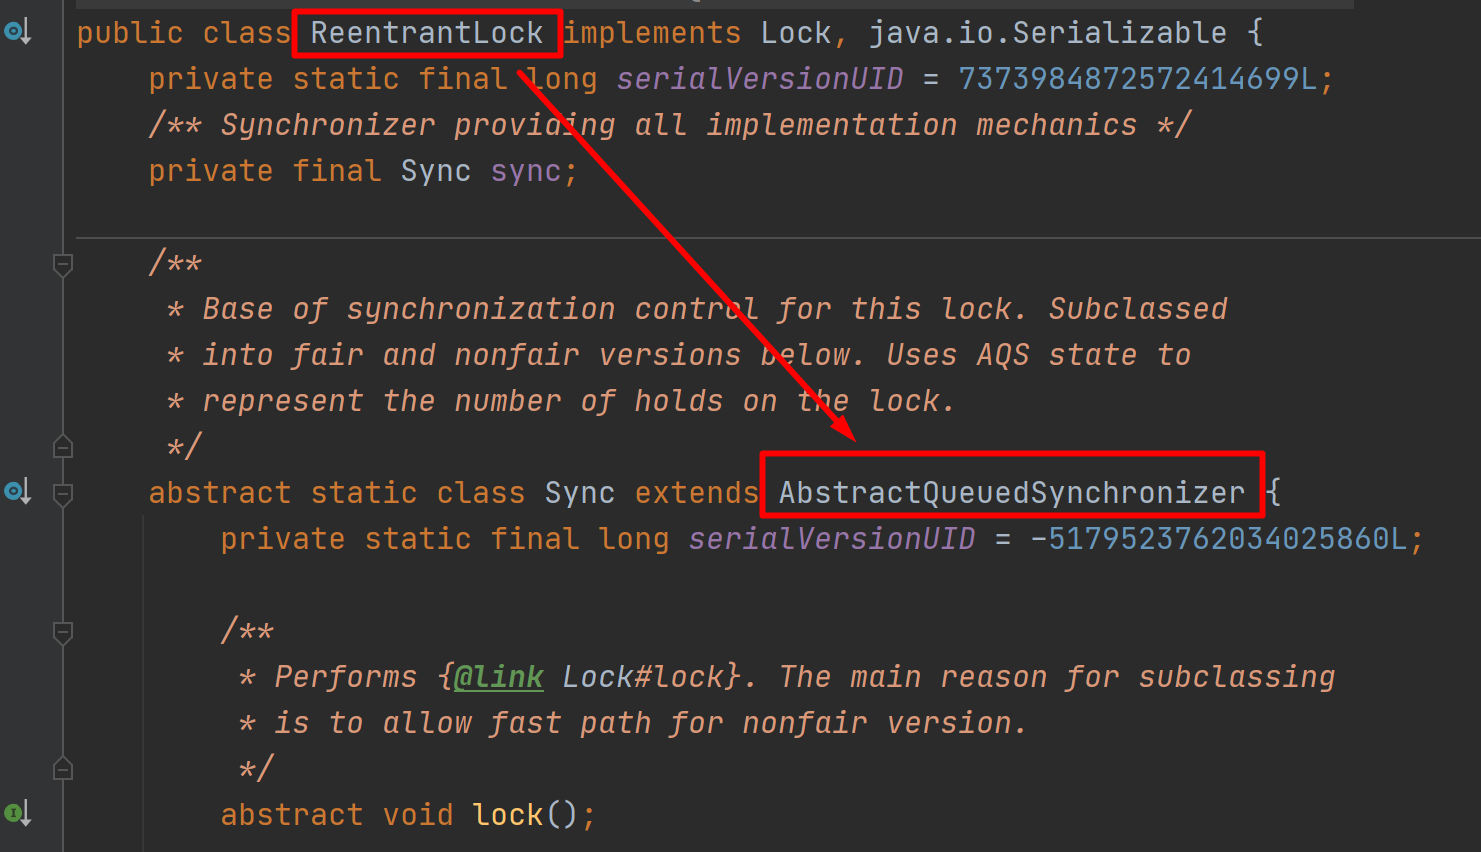 public class ReentrantLock implements Lock, java.io.Serializable {
private static final long serialVersionUID = 7373984872572414699L;
/** Synchronizer providing all implementation mechanics */
private final Sync sync;
/**
* Base of synchronization control for this lock. Subclassed
* into fair and nonfair versions below. Uses AQS state to
* represent the number of holds on the lock.
*/
abstract static class Sync extends AbstractQueuedSynchronizer {
private static final long serialVersionUID = -5179523762034025860L;
/**
* Performs {@link Lock#lock}. The main reason for subclassing
* is to allow fast path for nonfair version.
*/
abstract void lock();